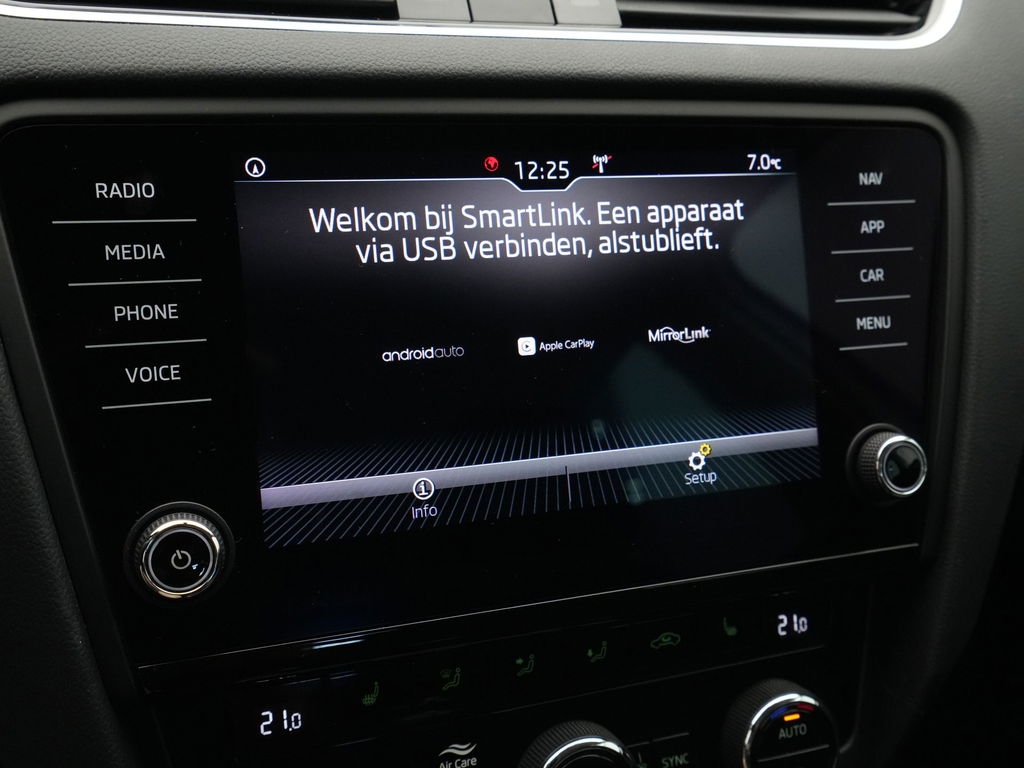 12:25
7.0°C
RADIO
MEDIA
PHONE
VOICE
Welkom bij SmartLink. Een apparaat
via USB verbinden, alstublieft.
androidauto
Apple CarPlay
MirrorLink
Info
Setup
NAV
APP
CAR
MENU
21.0
21.0
Air Care
SYNC
AUTO